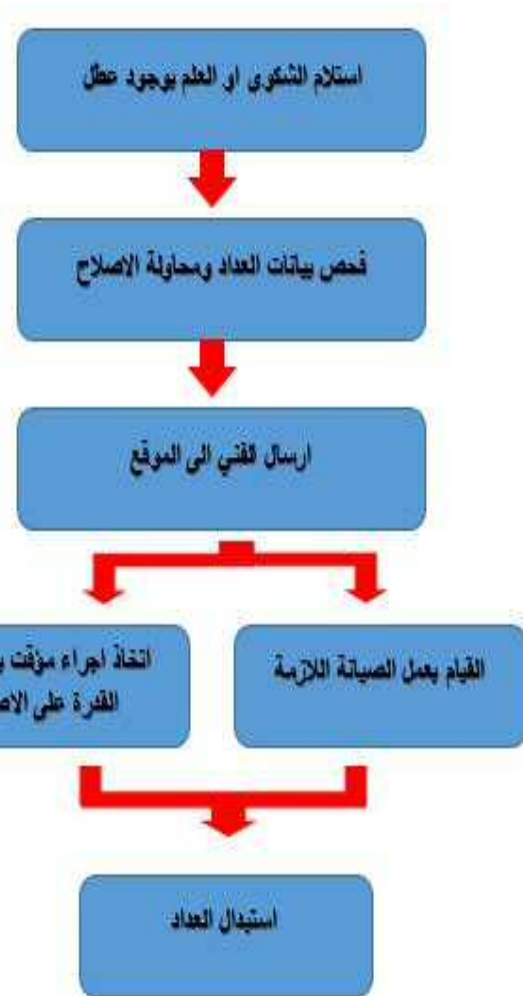 استلام الشكوى او العلم بوجود عطل
فحص بيانات العداد ومحاولة الاصلاح
ارسال الفني الى الموقع
القيام بعمل الصيانة اللازمة
اتخاذ اجراء مؤقت
القدرة على
استبدال العداد